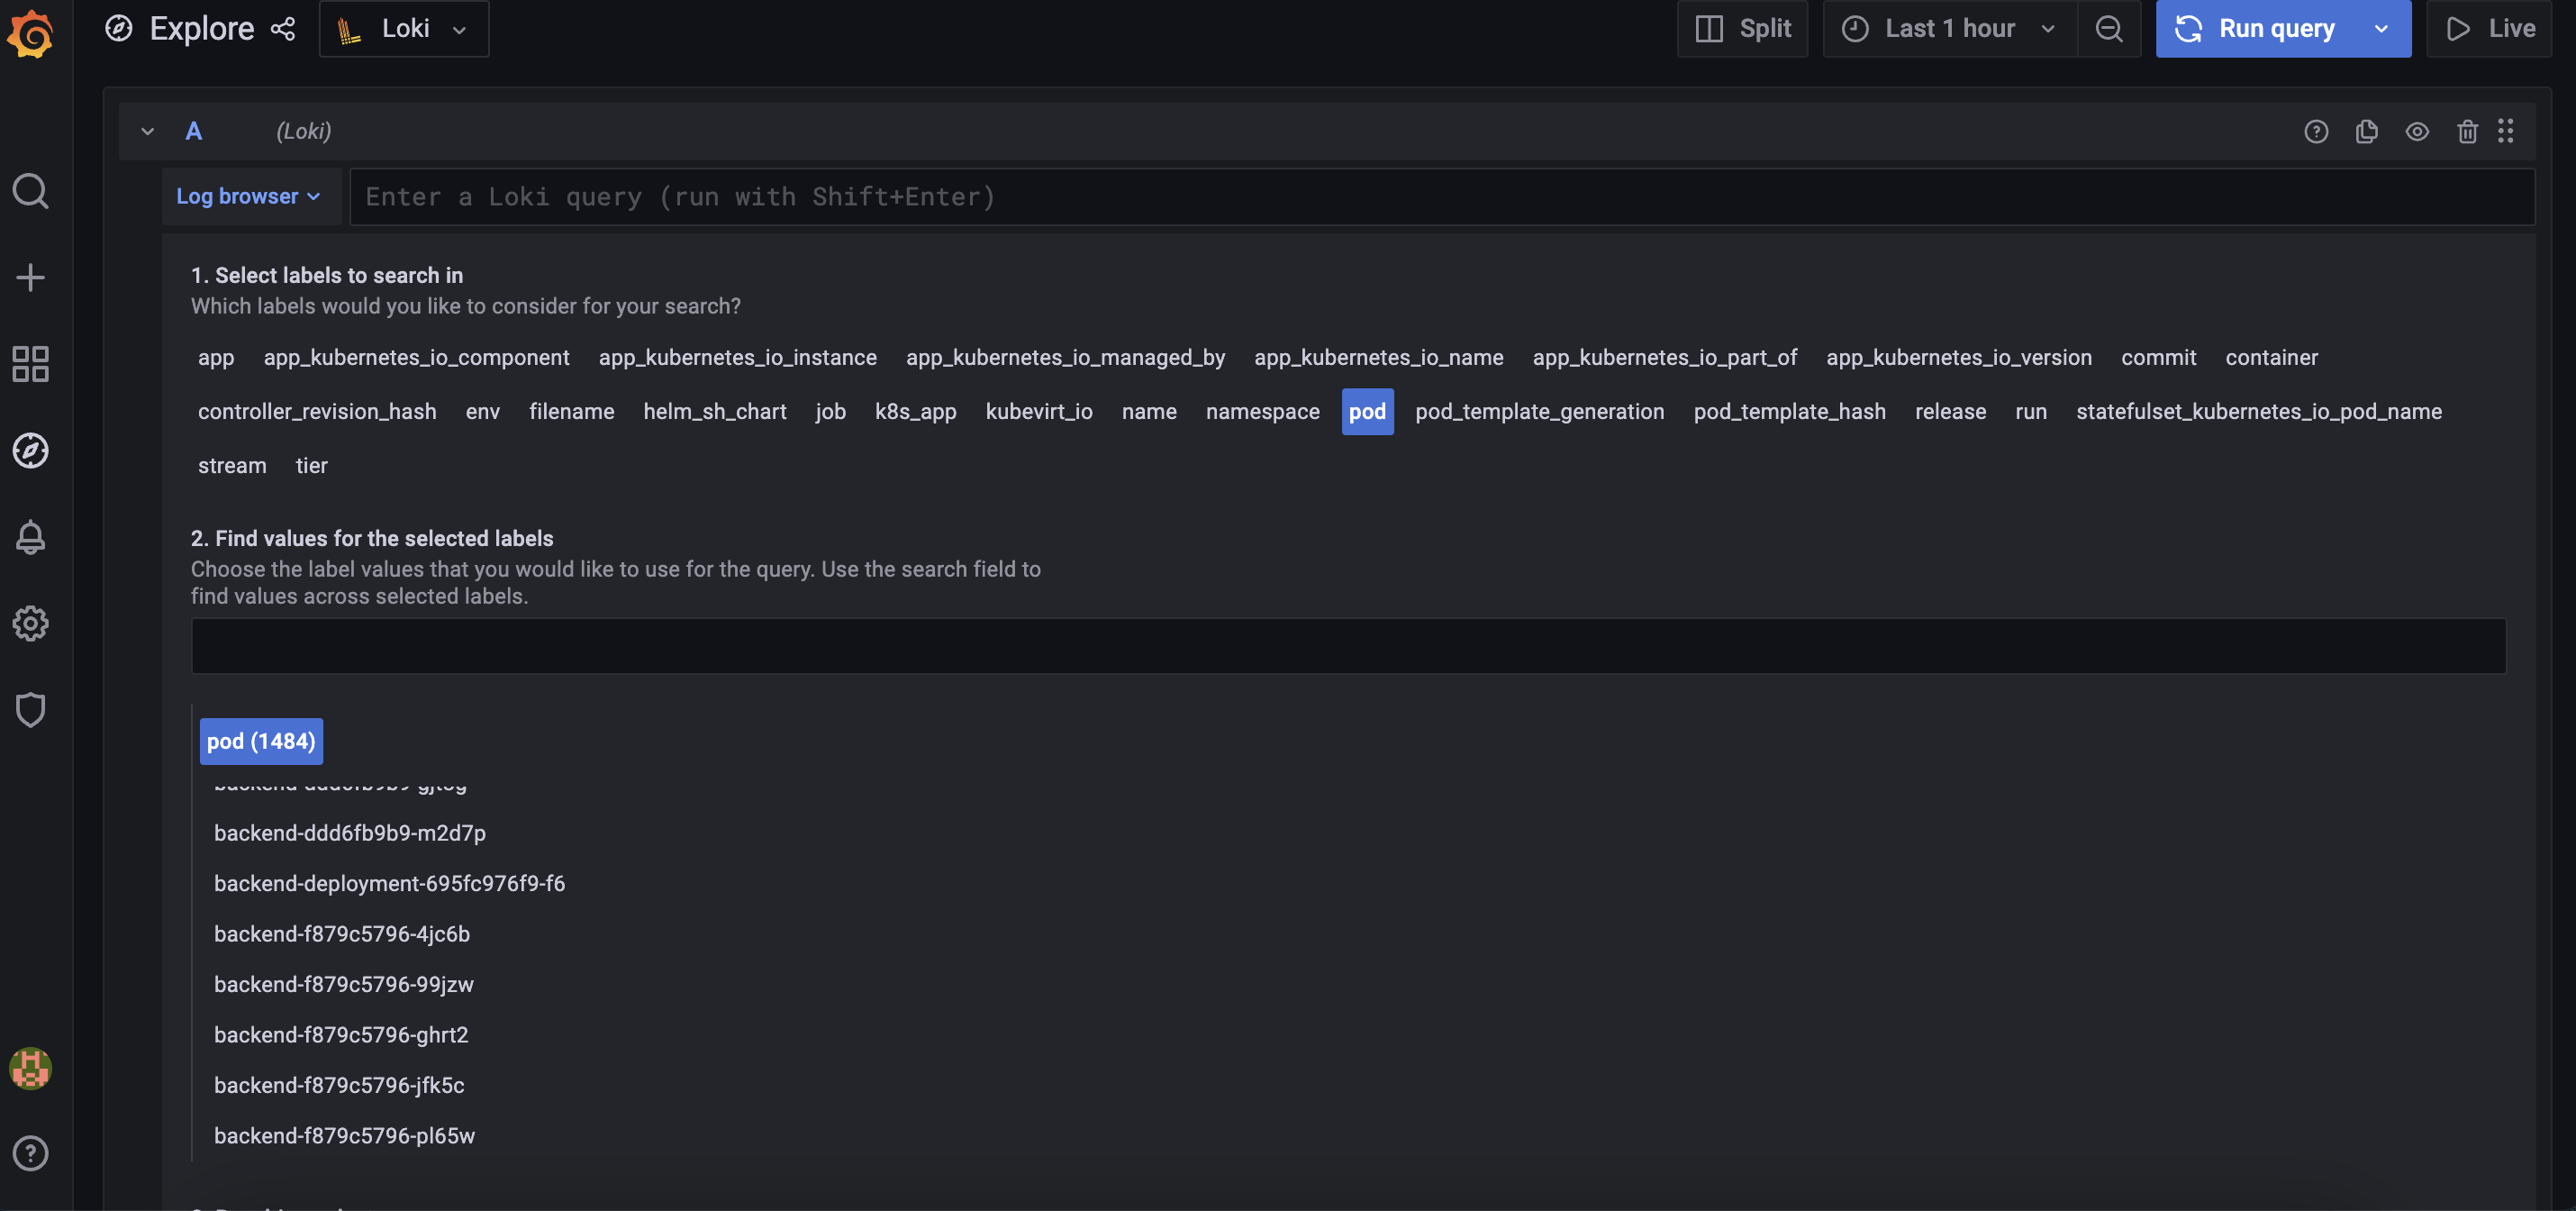 Explore Loki Split Last 1 hour Run query Live
A (Loki)
Log browser Enter a Loki query (run with Shift+Enter)
1. Select labels to search in
Which labels would you like to consider for your search?
app app_kubernetes_io_component app_kubernetes_io_instance app_kubernetes_io_managed_by app_kubernetes_io_name app_kubernetes_io_part_of app_kubernetes_io_version commit container
controller_revision_hash env filename helm_sh_chart job k8s_app kubevirt_io name namespace pod pod_template_generation pod_template_hash release run statefulset_kubernetes_io_pod_name
stream tier
2. Find values for the selected labels
Choose the label values that you would like to use for the query. Use the search field to
find values across selected labels.
pod (1484)
backend-ddd6fb9b9-m2d7p
backend-deployment-695fc976f9-f6
backend-f879c5796-4jc6b
backend-f879c5796-99jzw
backend-f879c5796-ghrt2
backend-f879c5796-jfk5c
backend-f879c5796-pl65w